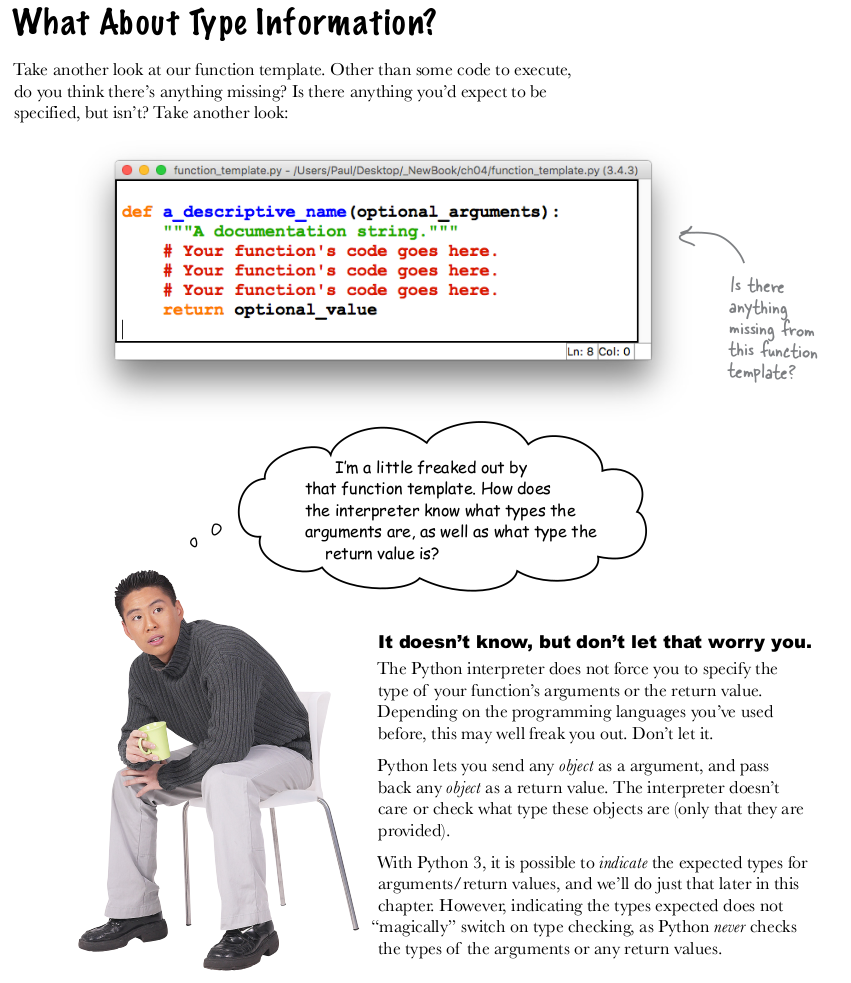 What About Type Information?
Take another look at our function template. Other than some code to execute,
do you think there's anything missing? Is there anything you'd expect to be
specified, but isn't? Take another look:
function_template.py - /Users/Paul/Desktop/_NewBook/ch04/function_template.py (3.4.3)
def a_descriptive_name(optional_arguments):
    """A documentation string."""
    # Your function's code goes here.
    # Your function's code goes here.
    # Your function's code goes here.
    return optional_value
Ln: 8 Col: 0
Is there
anything
missing from
this function
template?
I'm a little freaked out by
that function template. How does
the interpreter know what types the
arguments are, as well as what type the
return value is?
It doesn't know, but don't let that worry you.
The Python interpreter does not force you to specify the
type of your function's arguments or the return value.
Depending on the programming languages you've used
before, this may well freak you out. Don't let it.
Python lets you send any object as a argument, and pass
back any object as a return value. The interpreter doesn't
care or check what type these objects are (only that they are
provided).
With Python 3, it is possible to indicate the expected types for
arguments/return values, and we'll do just that later in this
chapter. However, indicating the types expected does not
"magically" switch on type checking, as Python never checks
the types of the arguments or any return values.